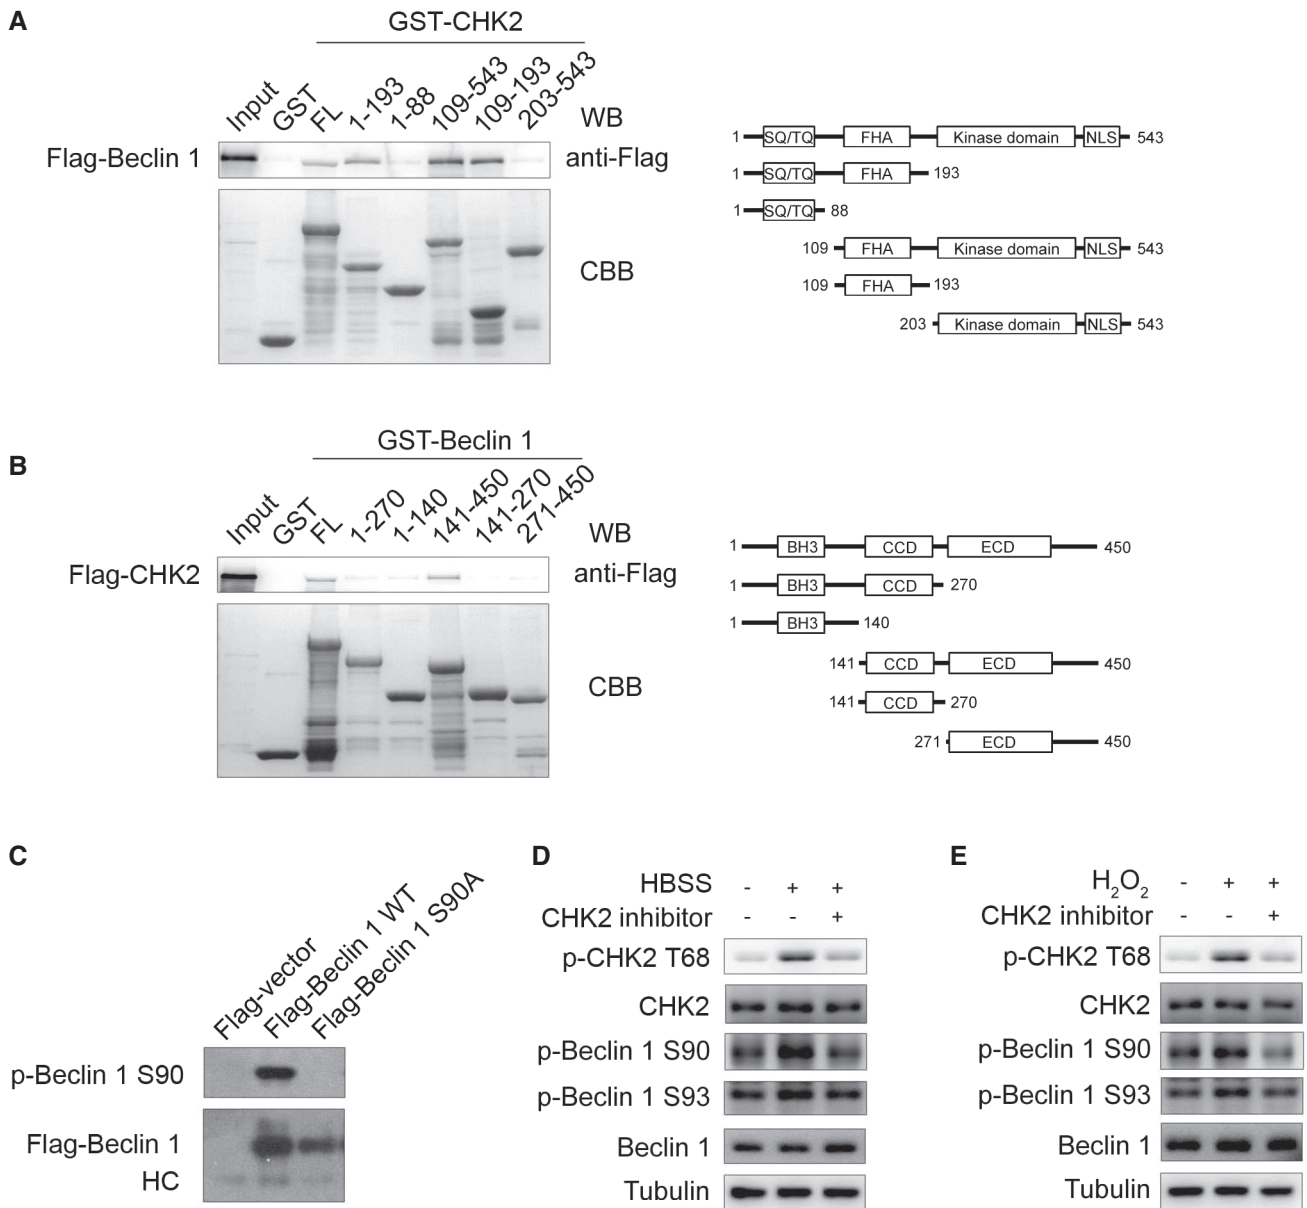 A
GST-CHK2
Input GST FL 1-193 1-88 109-543 109-193 203-543 WB
Flag-Beclin 1 anti-Flag
CBB
1 SQ/TQ FHA Kinase domain NLS 543
1 SQ/TQ FHA 193
1 SQ/TQ 88
109 FHA Kinase domain NLS 543
109 FHA 193
203 Kinase domain NLS 543
B
GST-Beclin 1
Input GST FL 1-270 1-140 141-450 141-270 271-450 WB
Flag-CHK2 anti-Flag
CBB
1 BH3 CCD ECD 450
1 BH3 CCD 270
1 BH3 140
141 CCD ECD 450
141 CCD 270
271 ECD 450
C
Flag-vector Flag-Beclin 1 WT Flag-Beclin 1 S90A
p-Beclin 1 S90
Flag-Beclin 1
HC
D
HBSS - + +
CHK2 inhibitor - - +
p-CHK2 T68
CHK2
p-Beclin 1 S90
p-Beclin 1 S93
Beclin 1
Tubulin
E
H₂O₂ - + +
CHK2 inhibitor - - +
p-CHK2 T68
CHK2
p-Beclin 1 S90
p-Beclin 1 S93
Beclin 1
Tubulin